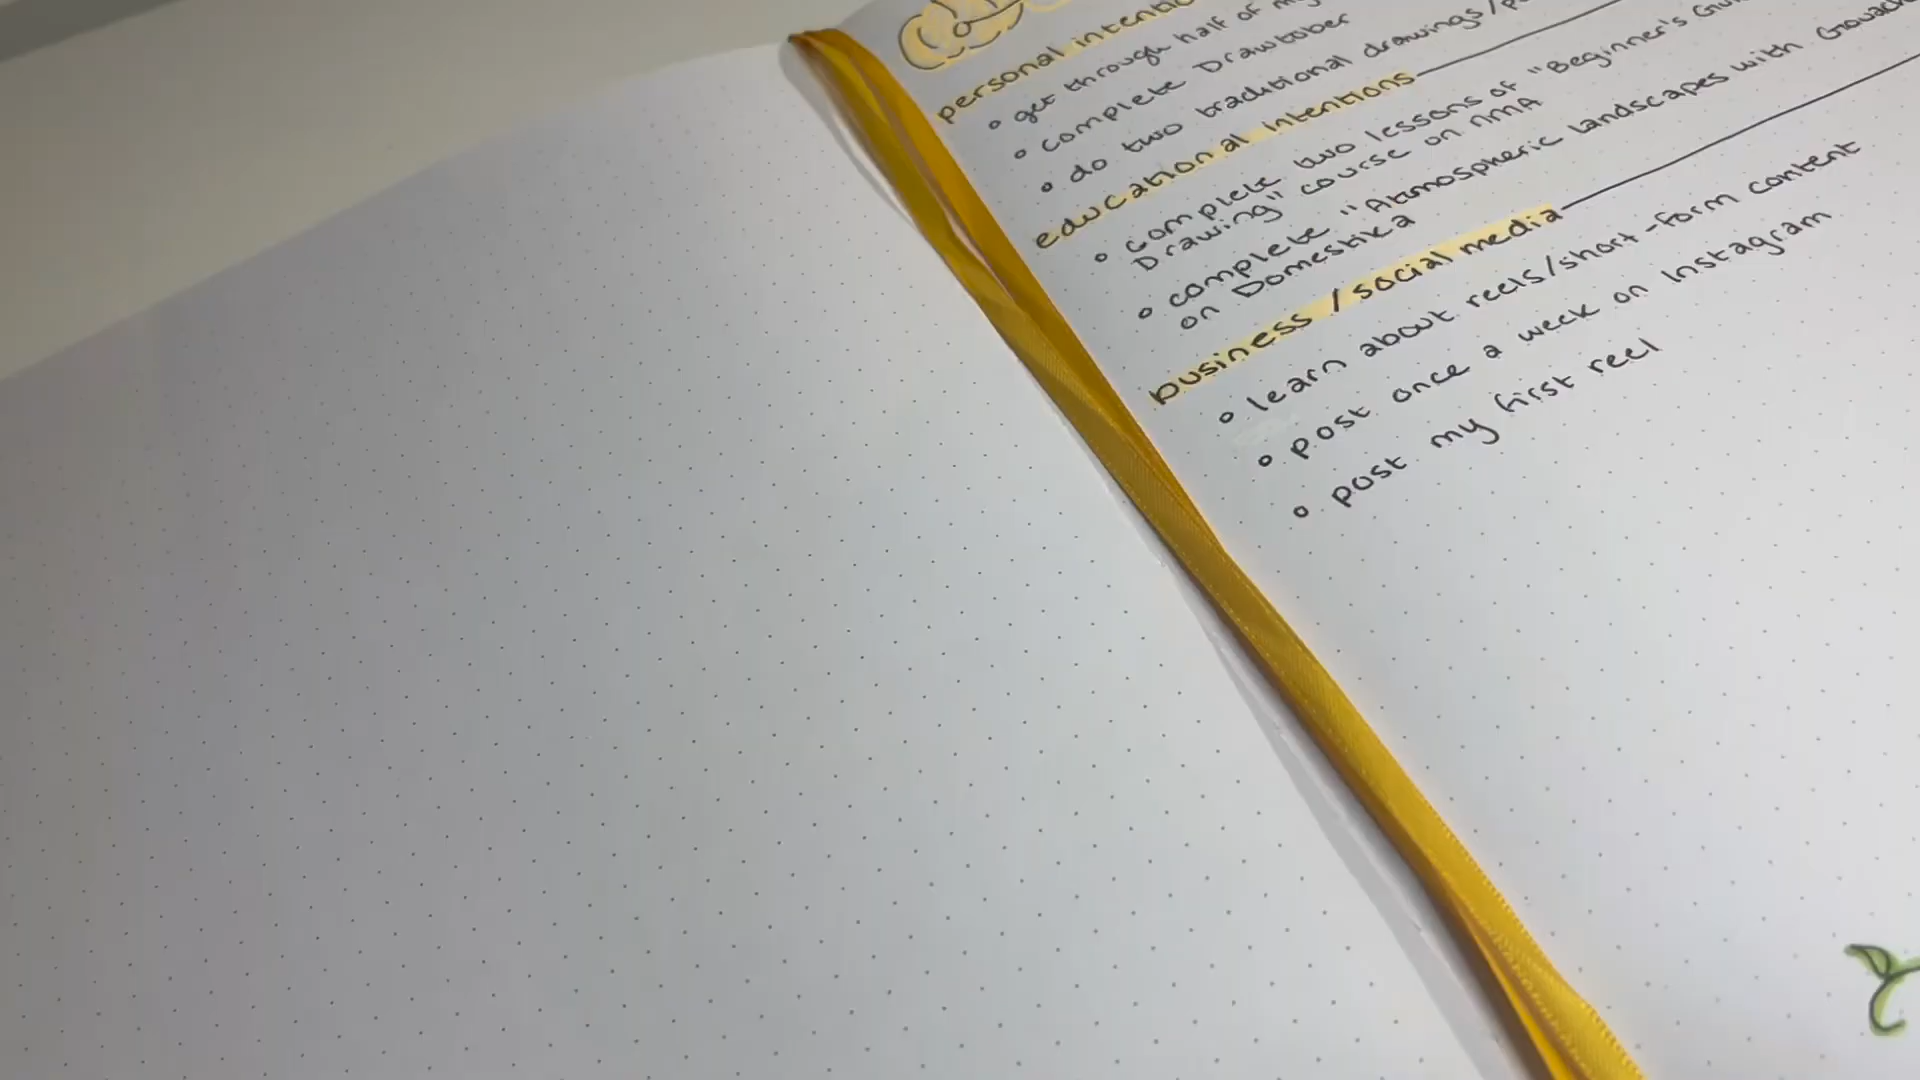 personal intentio
get through half of my
complete Drawtober
do two traditional drawings/p
educational intentions
complete two lessons of "Beginner's Gui
Drawing" course on NMA
complete "Atmospheric Landscapes with Gouach
on Domestika
business / social media
learn about reels/short-form content
post once a week on Instagram
post my first reel